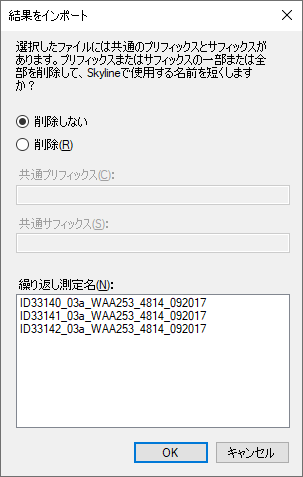 結果をインポート
選択したファイルには共通のプリフィックスとサフィックスが
あります。プリフィックスまたはサフィックスの一部または全
部を削除して、Skylineで使用する名前を短くします
か？
削除しない
削除(R)
共通プリフィックス(C):
共通サフィックス(S):
繰り返し測定名(N):
ID33140_03a_WAA253_4814_092017
ID33141_03a_WAA253_4814_092017
ID33142_03a_WAA253_4814_092017
OK
キャンセル